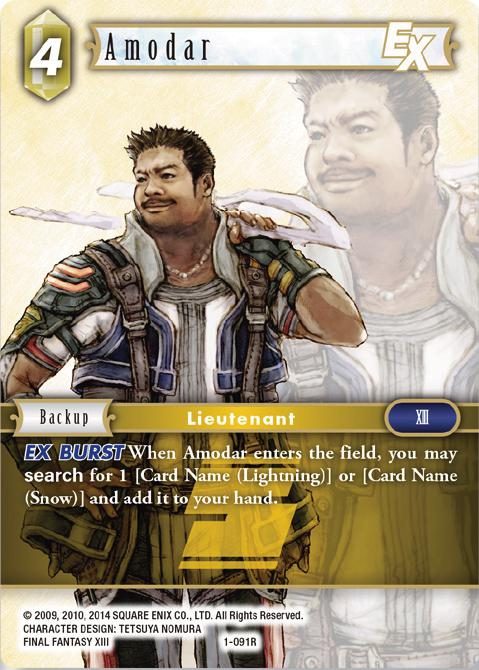 4
Amodar
EX
Backup
Lieutenant
XIII
EX BURST When Amodar enters the field, you may
search for 1 [Card Name (Lightning)] or [Card Name
(Snow)] and add it to your hand.
© 2009, 2010, 2014 SQUARE ENIX CO., LTD. All Rights Reserved.
CHARACTER DESIGN: TETSUYA NOMURA
FINAL FANTASY XIII
1-091R